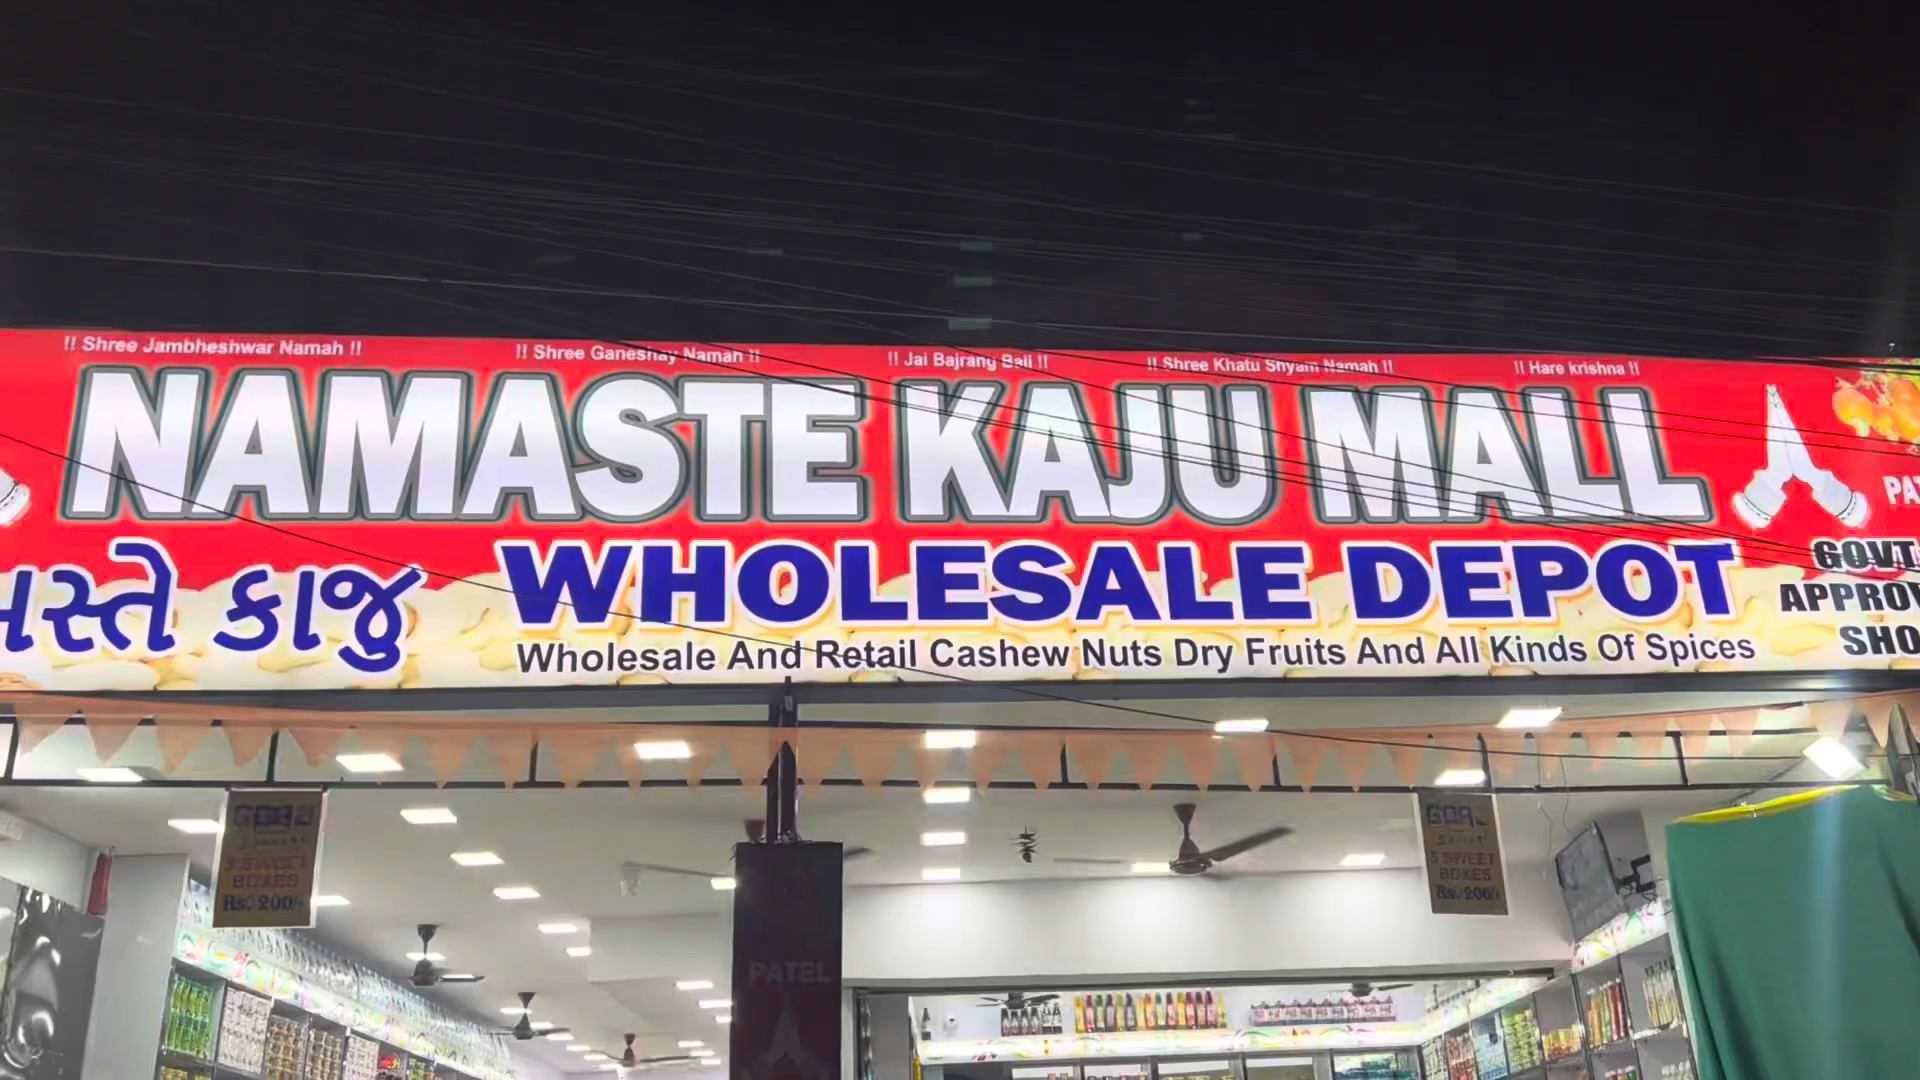 !! Shree Jambheshwar Namah !! !! Shree Ganeshay Namah !! !! Jai Bajrang Bali !! !! Shree Khatu Shyam Namah !! !! Hare krishna !!
NAMASTE KAJU MALL
PAT
મસ્તે કાજુ
WHOLESALE DEPOT
Wholesale And Retail Cashew Nuts Dry Fruits And All Kinds Of Spices
GOVT.
APPROV
SHO
5 SWEET
BOXES
Rs. 200/-
5 SWEET
BOXES
Rs. 200/-
PATEL